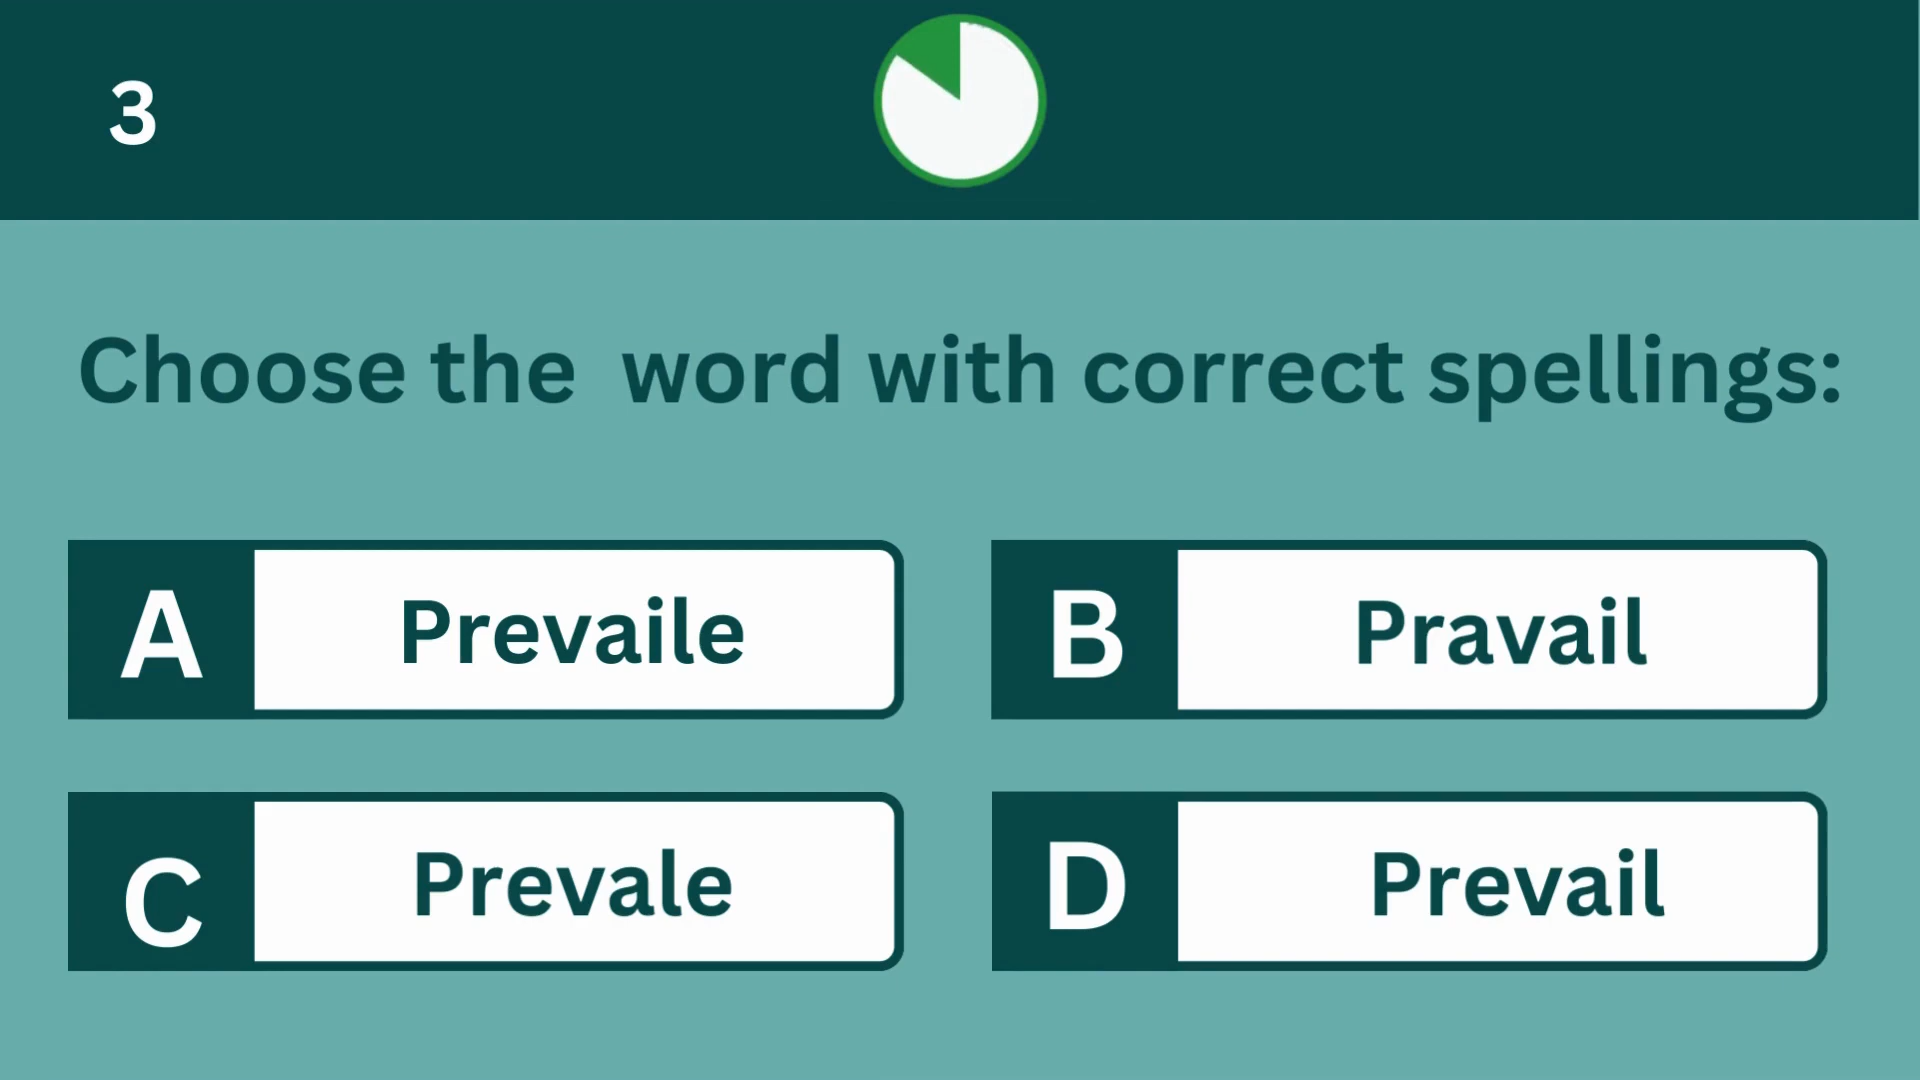 3
Choose the word with correct spellings:
A Prevaile
B Pravail
C Prevale
D Prevail